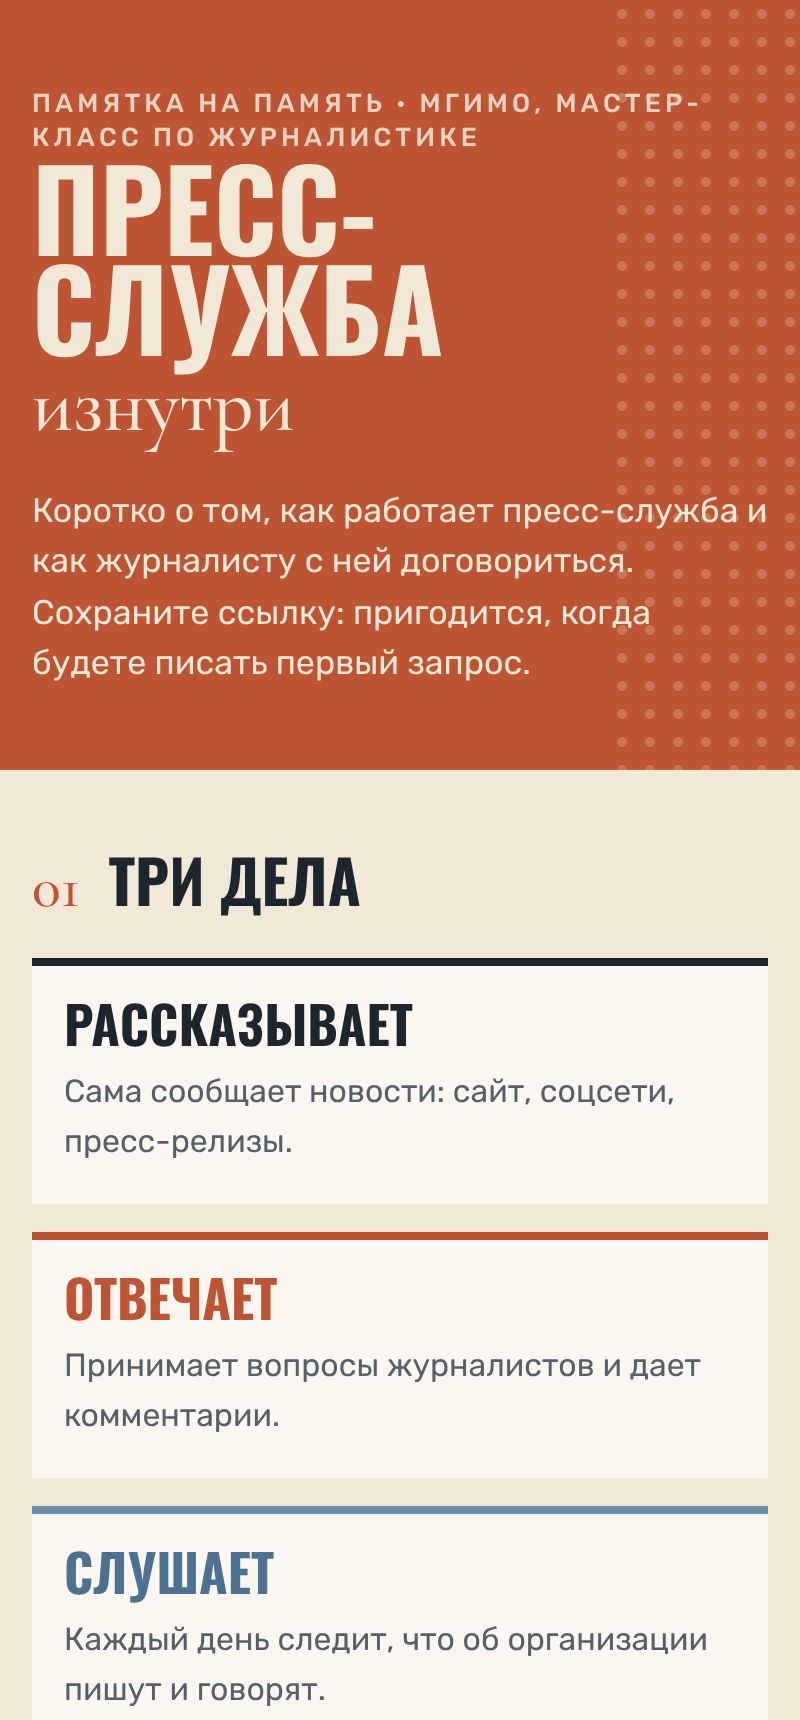 ПАМЯТКА НА ПАМЯТЬ • МГИМО, МАСТЕР-
КЛАСС ПО ЖУРНАЛИСТИКЕ
ПРЕСС-
СЛУЖБА
изнутри
Коротко о том, как работает пресс-служба и
как журналисту с ней договориться.
Сохраните ссылку: пригодится, когда
будете писать первый запрос.
01 ТРИ ДЕЛА
РАССКАЗЫВАЕТ
Сама сообщает новости: сайт, соцсети,
пресс-релизы.
ОТВЕЧАЕТ
Принимает вопросы журналистов и дает
комментарии.
СЛУШАЕТ
Каждый день следит, что об организации
пишут и говорят.